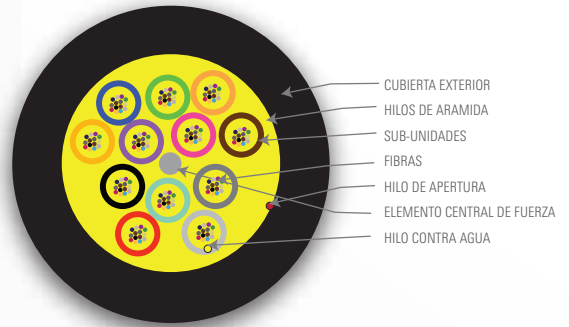 CUBIERTA EXTERIOR
HILOS DE ARAMIDA
SUB-UNIDADES
FIBRAS
HILO DE APERTURA
ELEMENTO CENTRAL DE FUERZA
HILO CONTRA AGUA